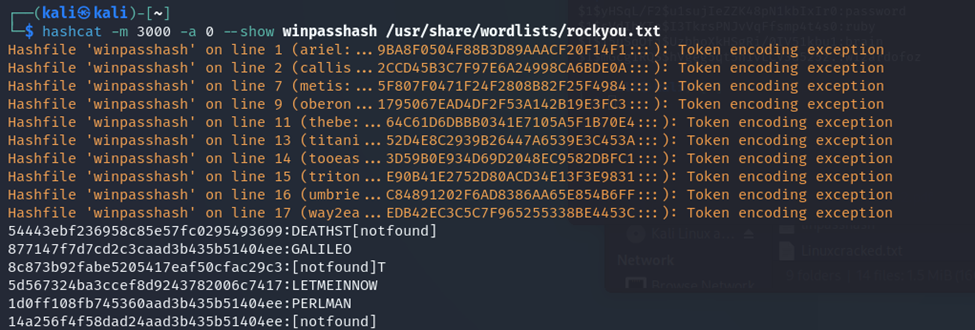 (kali㉿kali)-[~]
$ hashcat -m 3000 -a 0 --show winpasshash /usr/share/wordlists/rockyou.txt
Hashfile 'winpasshash' on line 1 (ariel:...9BA8F0504F88B3D89AAACF20F14F1:::): Token encoding exception
Hashfile 'winpasshash' on line 2 (callis...2CCD45B3C7F97E6A24998CA6BDE0A:::): Token encoding exception
Hashfile 'winpasshash' on line 7 (metis:...5F807F0471F24F2808B82F25F4984:::): Token encoding exception
Hashfile 'winpasshash' on line 9 (oberon...1795067EAD4DF2F53A142B19E3FC3:::): Token encoding exception
Hashfile 'winpasshash' on line 11 (thebe:...64C61D6DBBB0341E7105A5F1B70E4:::): Token encoding exception
Hashfile 'winpasshash' on line 13 (titani...52D4E8C2939B26447A6539E3C453A:::): Token encoding exception
Hashfile 'winpasshash' on line 14 (tooeas...3D59B0E934D69D2048EC9582DBFC1:::): Token encoding exception
Hashfile 'winpasshash' on line 15 (triton...E90B41E2752D80ACD34E13F3E9831:::): Token encoding exception
Hashfile 'winpasshash' on line 16 (umbrie...C84891202F6AD8386AA65E854B6FF:::): Token encoding exception
Hashfile 'winpasshash' on line 17 (way2ea...EDB42EC3C5C7F965255338BE4453C:::): Token encoding exception
54443ebf236958c85e57fc0295493699:DEATHST[notfound]
877147f7d7cd2c3caad3b435b51404ee:GALILEO
8c873b92fabe5205417eaf50cfac29c3:[notfound]T
5d567324ba3ccef8d9243782006c7417:LETMEINNOW
1d0ff108fb745360aad3b435b51404ee:PERLMAN
14a256f4f58dad24aad3b435b51404ee:[notfound]